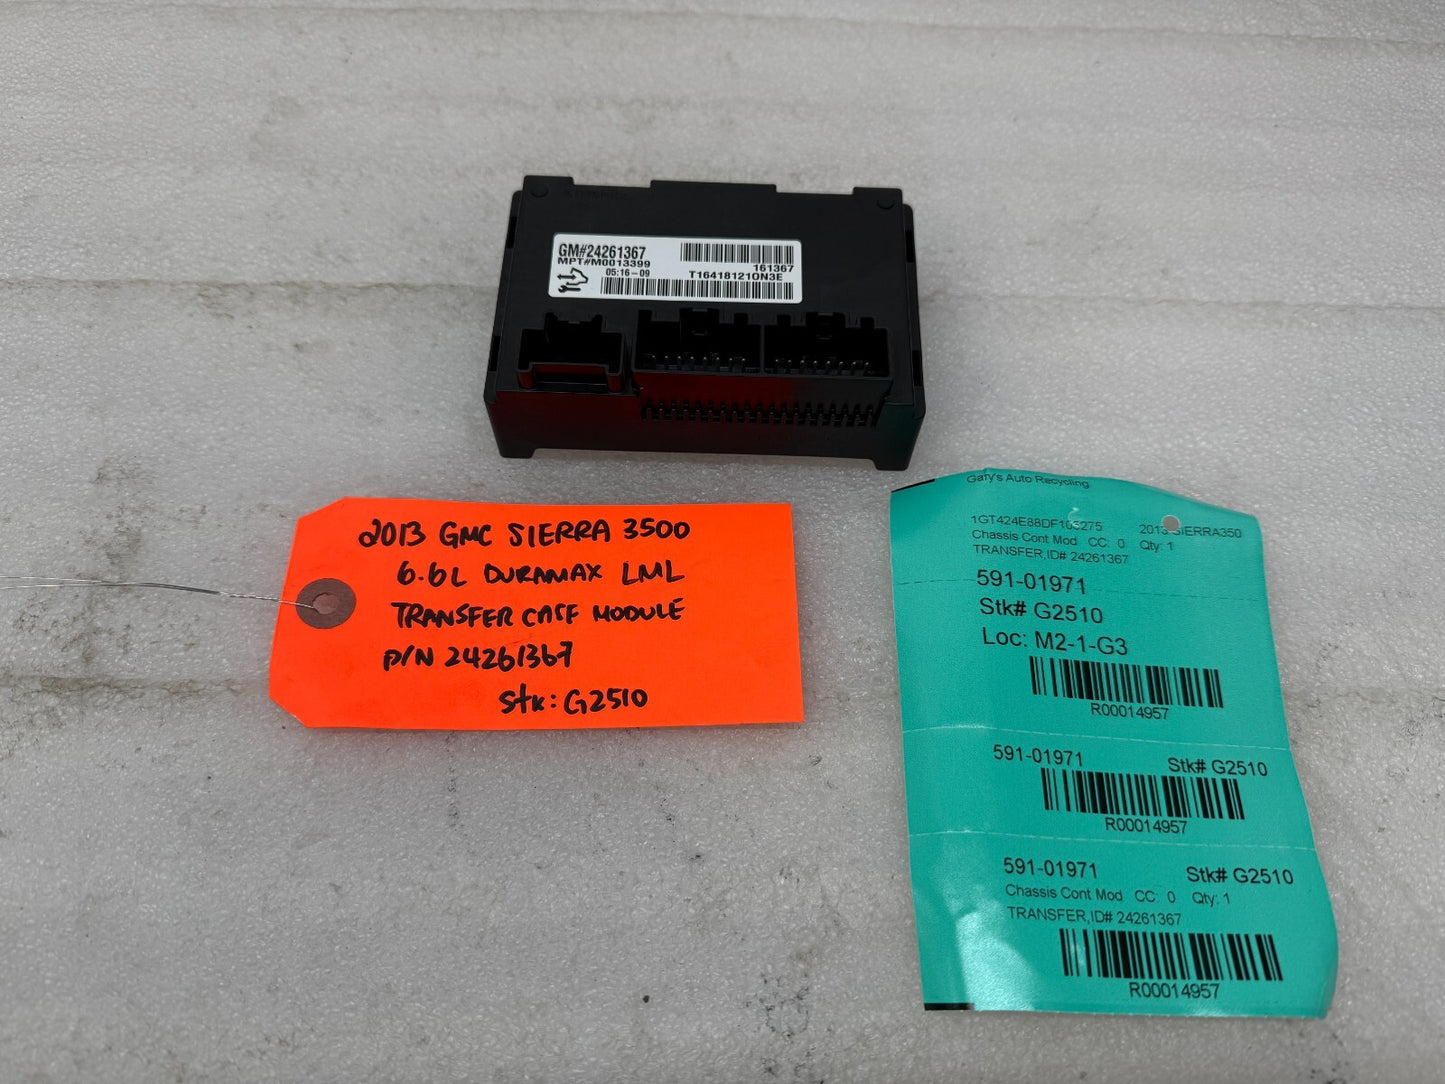 GM#24261367
MPT#M0013399
05:16-09
161367
T164181210N3E
2013 GMC SIERRA 3500
6.6L DURAMAX LML
TRANSFER CASE MODULE
P/N 24261367
Stk: G2510
Gary's Auto Recycling
1GT424E88DF103275 2013 SIERRA350
Chassis Cont Mod CC: 0 Qty: 1
TRANSFER,ID# 24261367
591-01971
Stk# G2510
Loc: M2-1-G3
R00014957
591-01971 Stk# G2510
R00014957
591-01971 Stk# G2510
Chassis Cont Mod CC: 0 Qty: 1
TRANSFER,ID# 24261367
R00014957